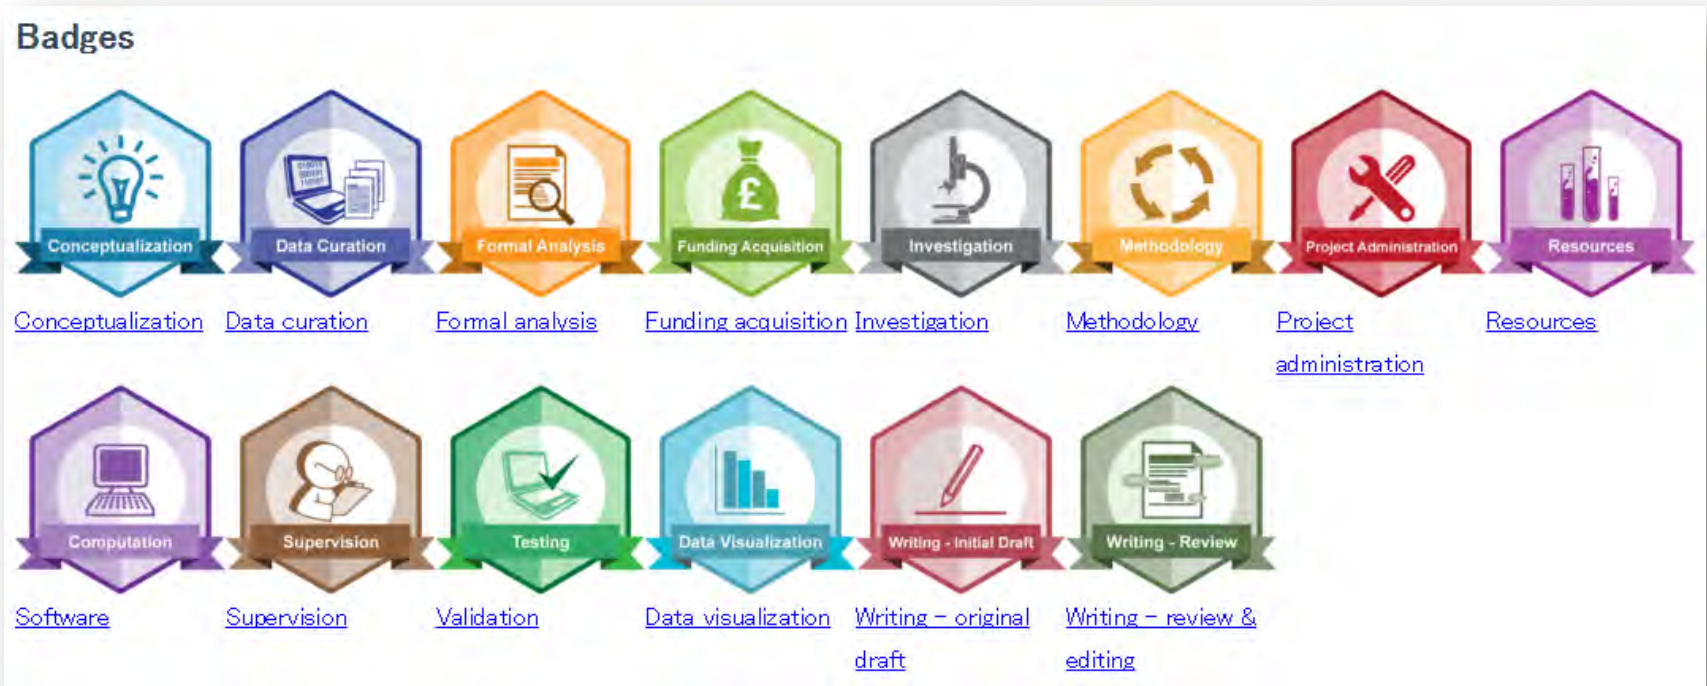 Badges
Conceptualization Data Curation Formal Analysis Funding Acquisition Investigation Methodology Project Administration Resources
Conceptualization Data curation Formal analysis Funding acquisition Investigation Methodology Project Resources
administration
Computation Supervision Testing Data Visualization Writing - Initial Draft Writing - Review
Software Supervision Validation Data visualization Writing - original Writing - review &
draft editing